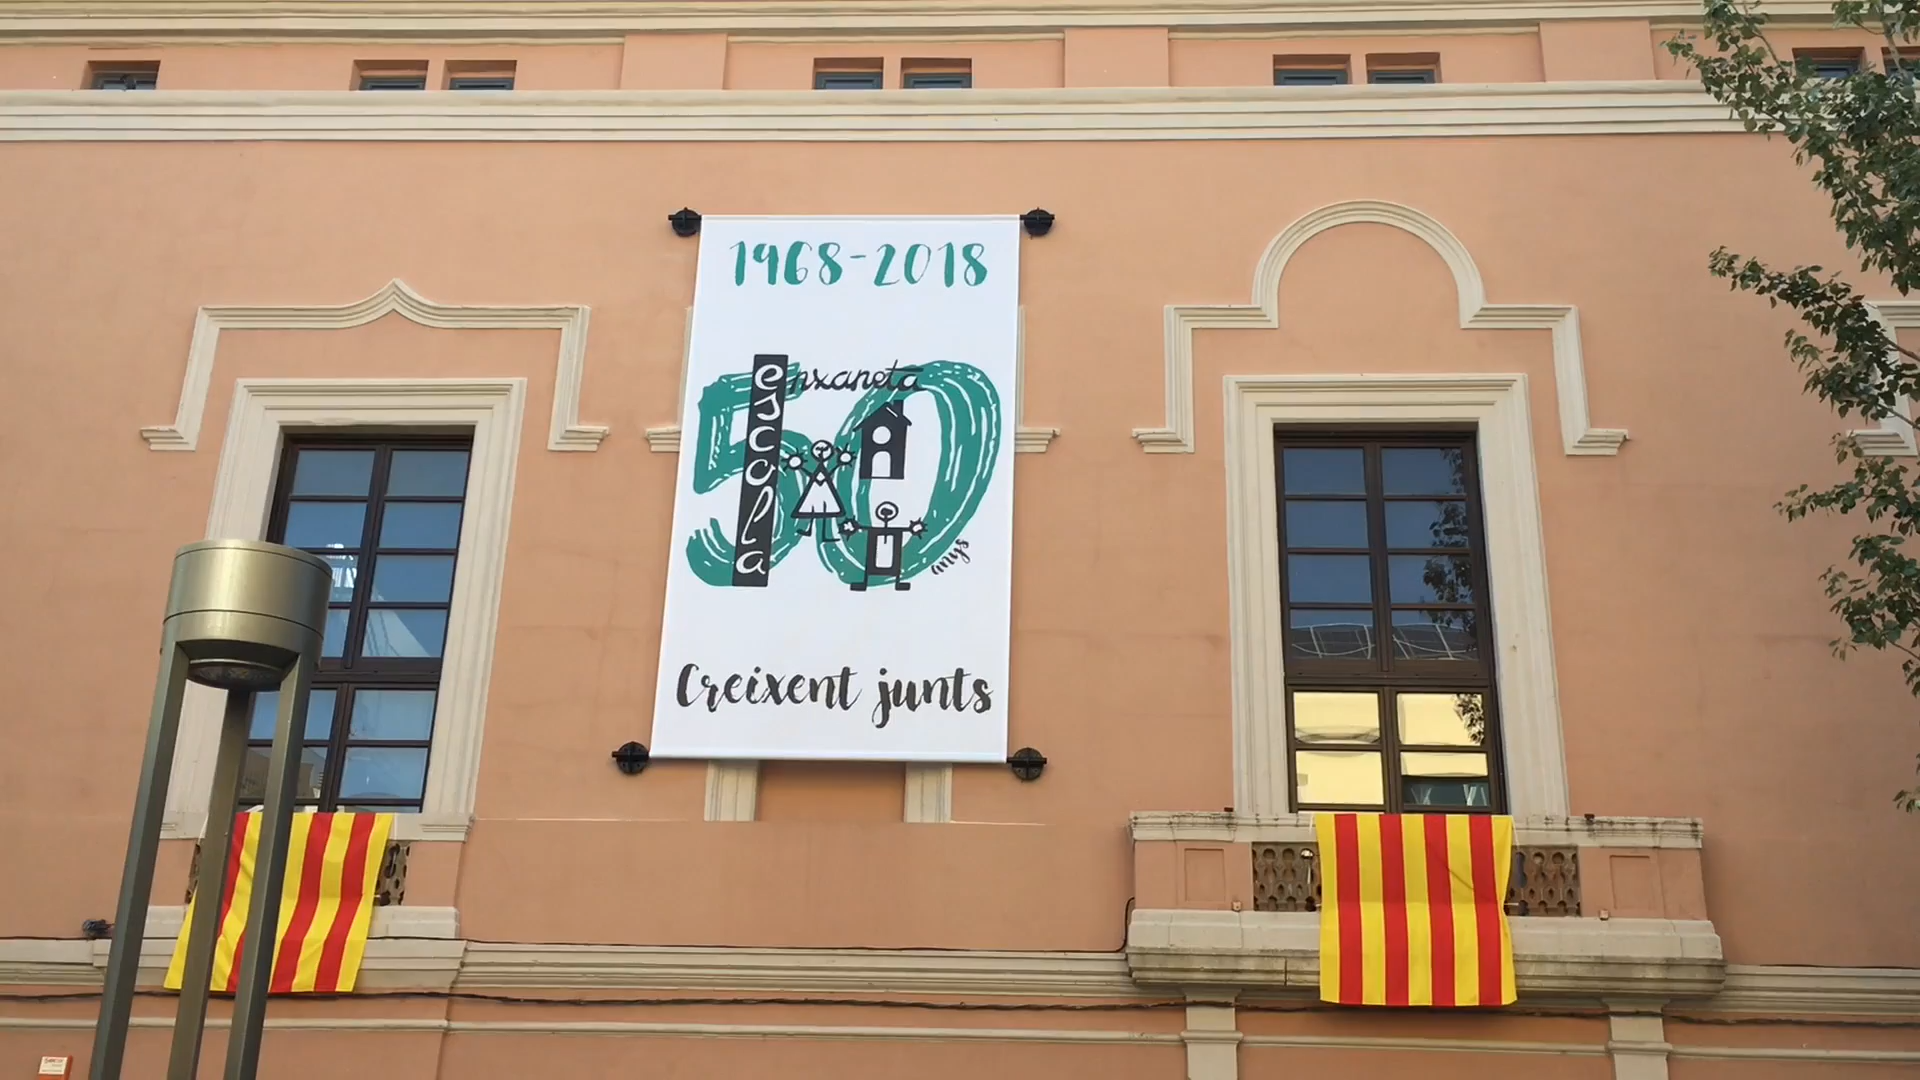 1968-2018
enxaneta
escola
50
anys
Creixent junts